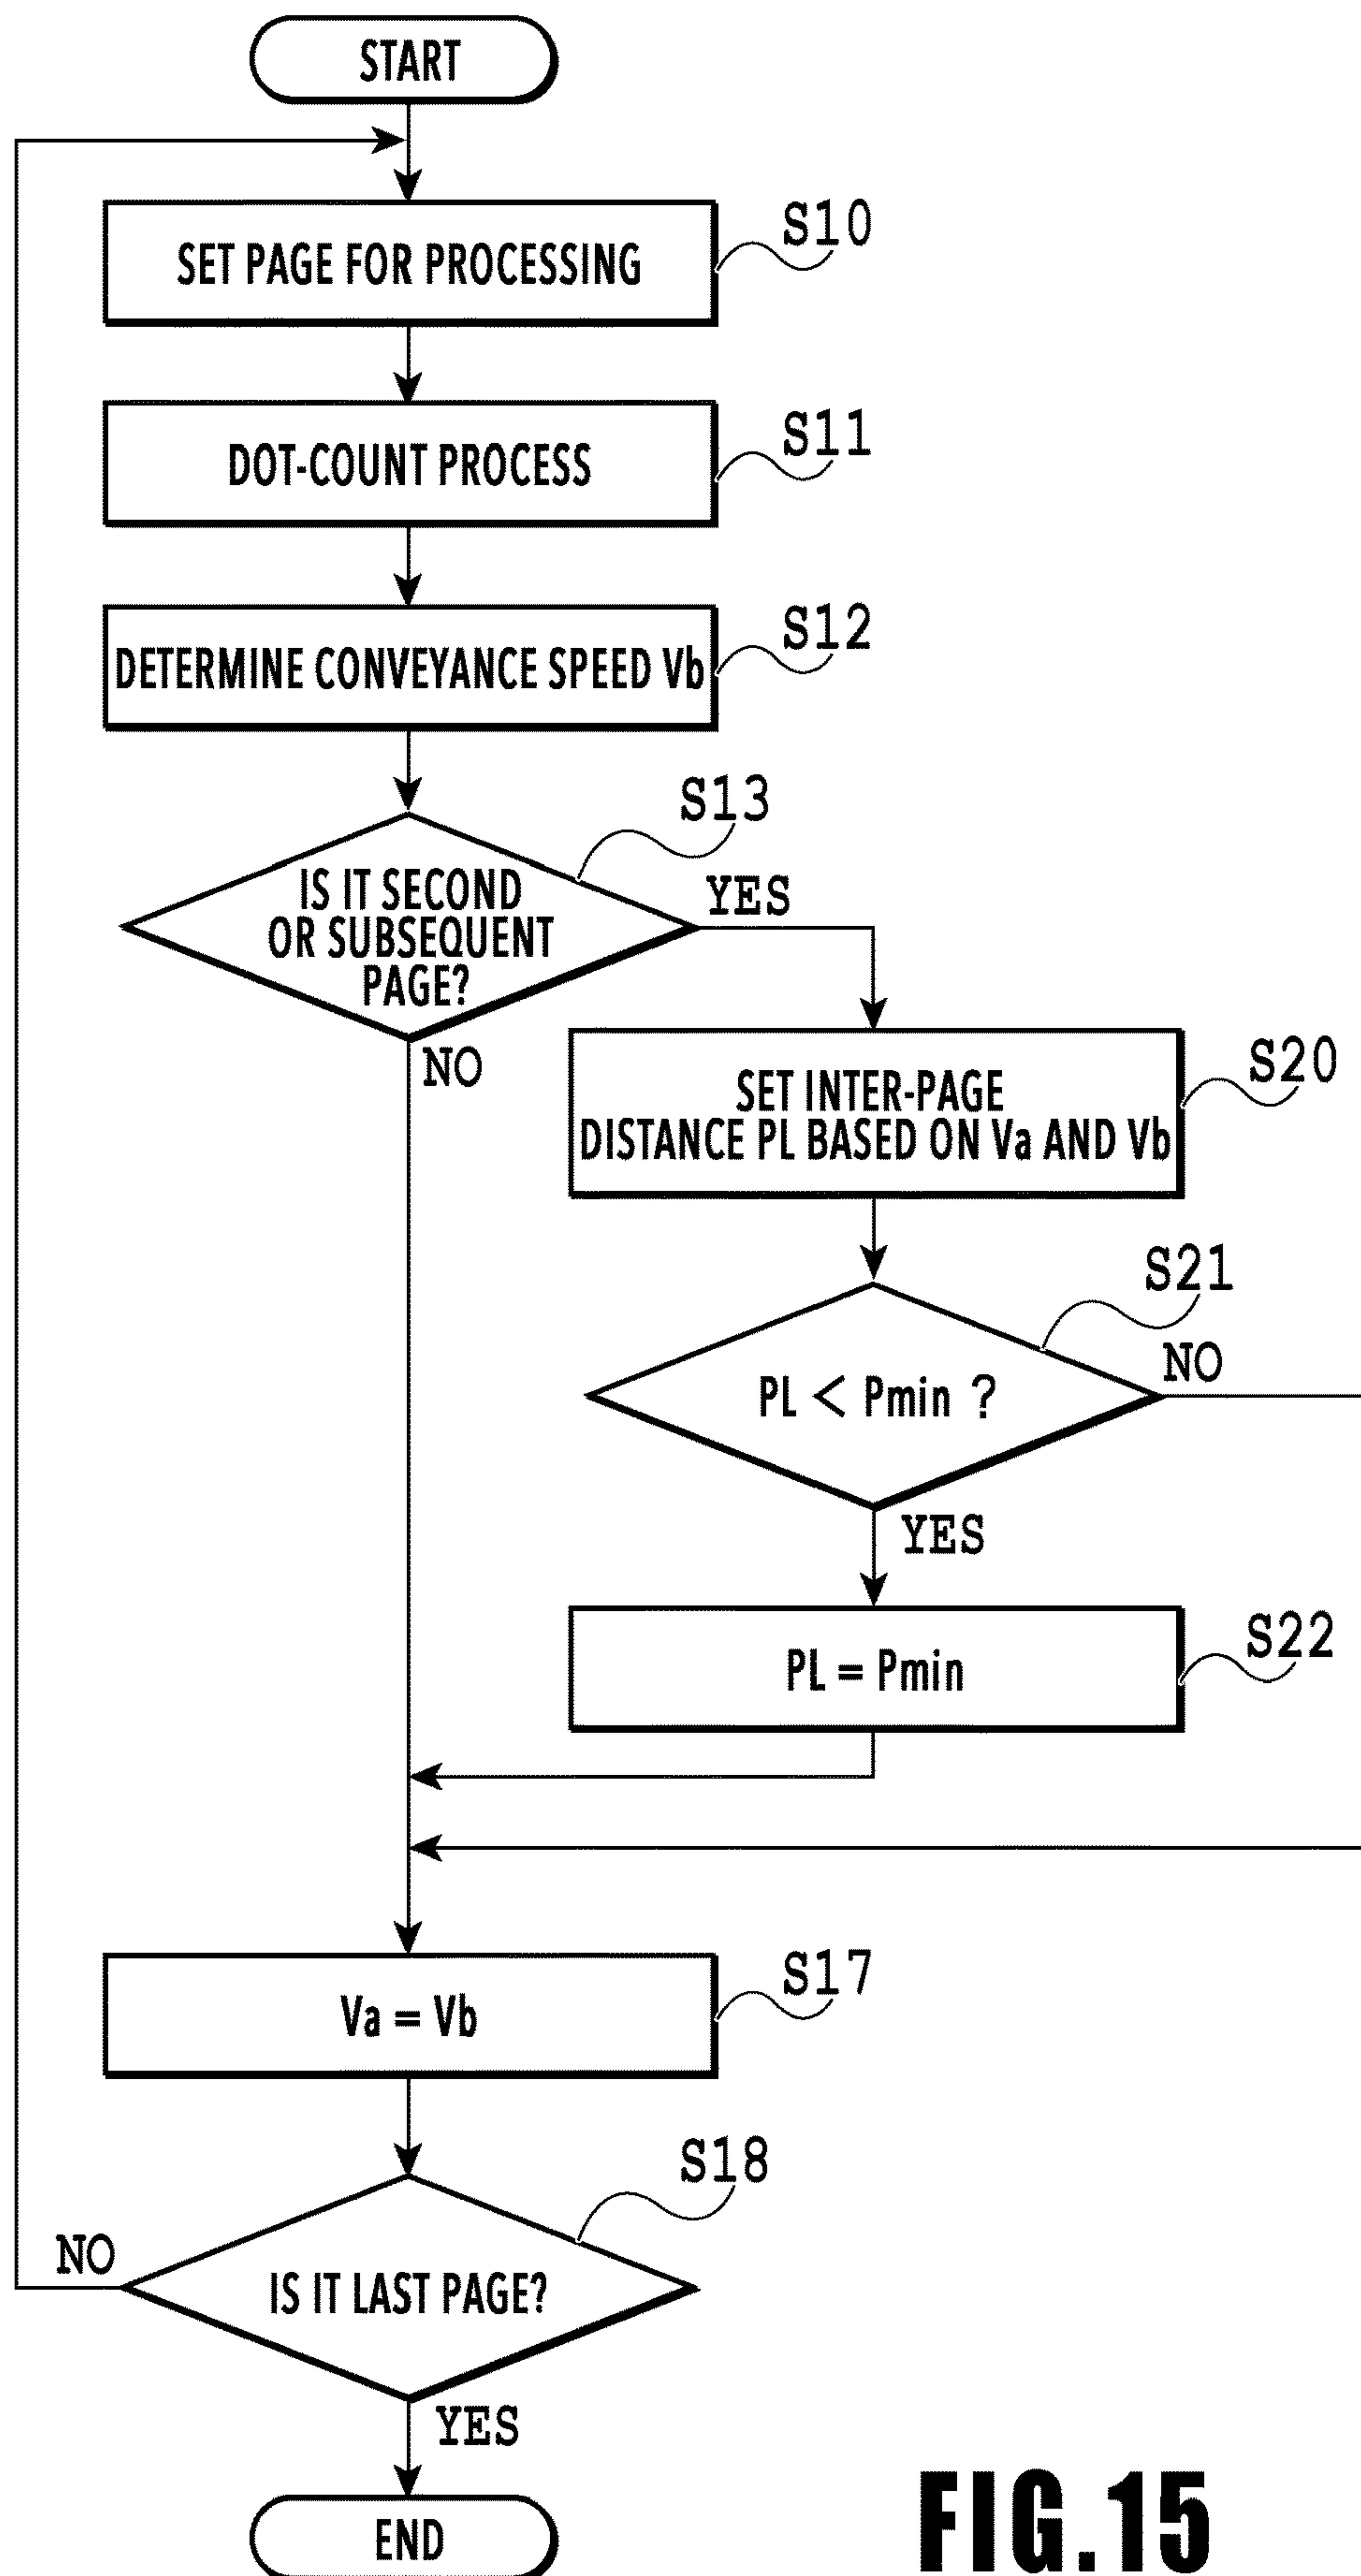 START
SET PAGE FOR PROCESSING
S10
DOT-COUNT PROCESS
S11
DETERMINE CONVEYANCE SPEED Vb
S12
IS IT SECOND
OR SUBSEQUENT
PAGE?
S13
YES
NO
SET INTER-PAGE
DISTANCE PL BASED ON Va AND Vb
S20
PL < Pmin ?
S21
NO
YES
PL = Pmin
S22
Va = Vb
S17
IS IT LAST PAGE?
S18
NO
YES
END
FIG.15